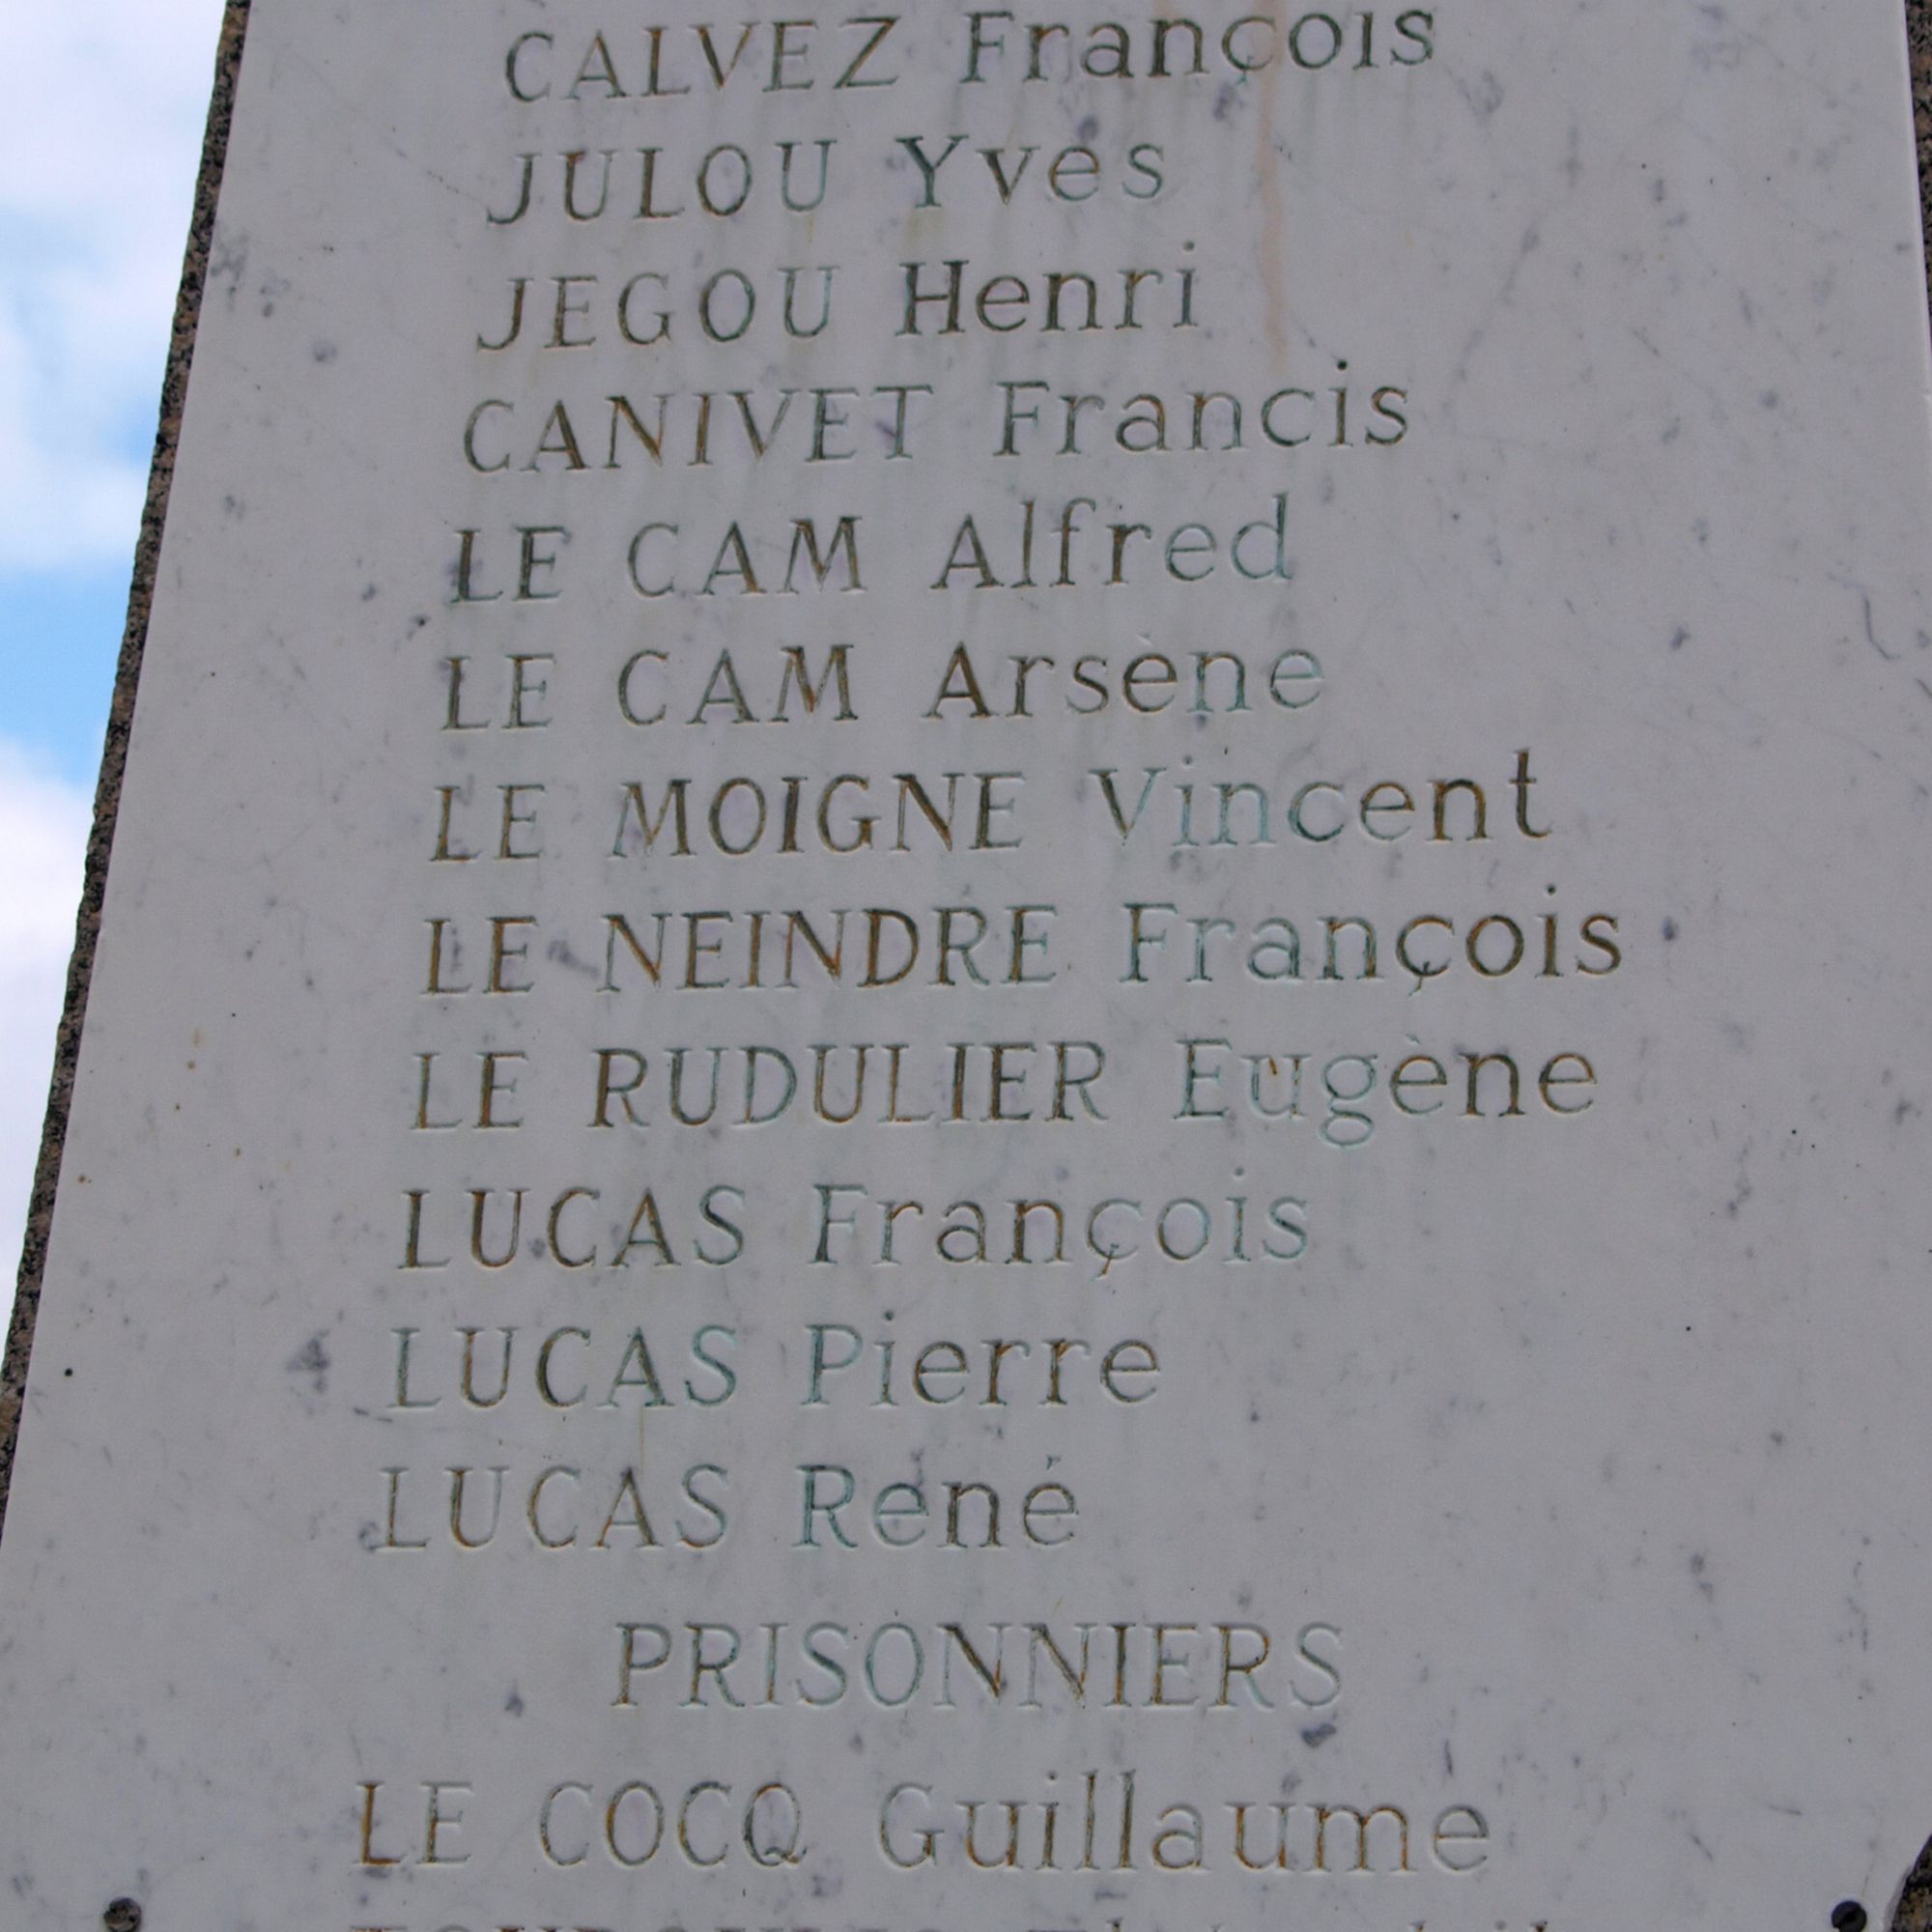 CALVEZ François
JULOU Yves
JEGOU Henri
CANIVET Francis
LE CAM Alfred
LE CAM Arsène
LE MOIGNE Vincent
LE NEINDRE François
LE RUDULIER Eugène
LUCAS François
LUCAS Pierre
LUCAS René
PRISONNIERS
LE COCQ Guillaume